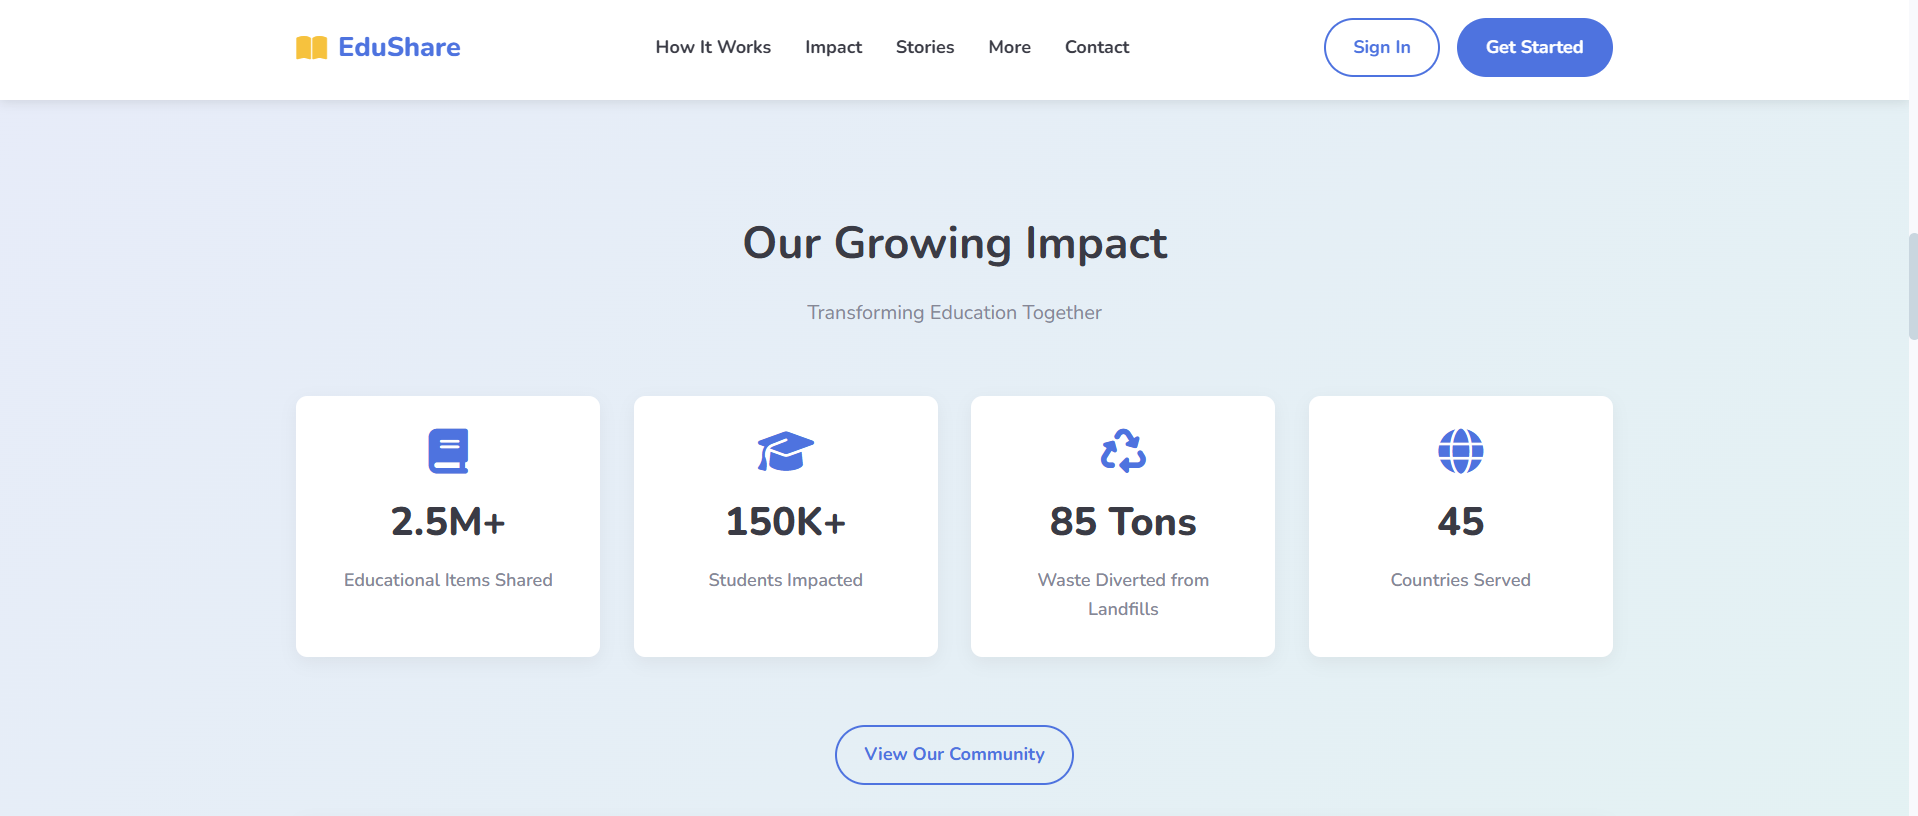 EduShare
How It Works
Impact
Stories
More
Contact
Sign In
Get Started
Our Growing Impact
Transforming Education Together
2.5M+
Educational Items Shared
150K+
Students Impacted
85 Tons
Waste Diverted from
Landfills
45
Countries Served
View Our Community